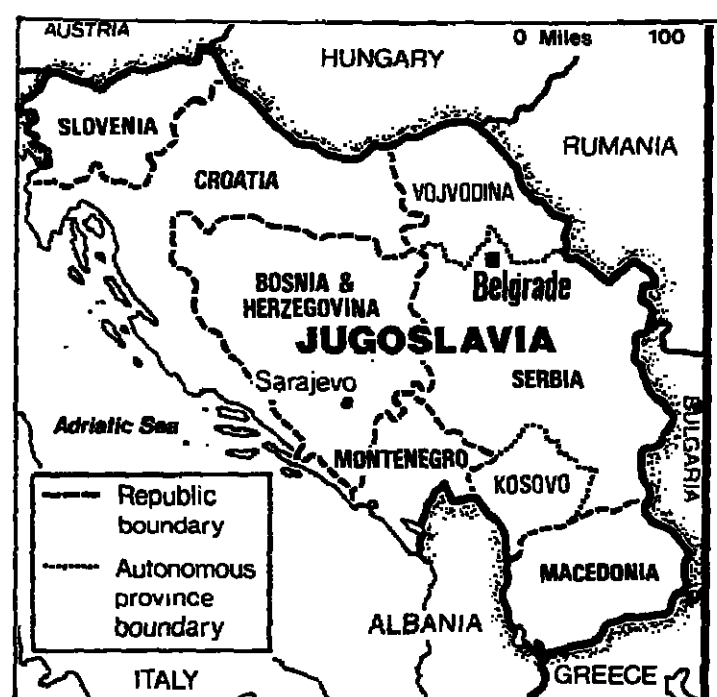 AUSTRIA
0 Miles 100
HUNGARY
SLOVENIA
RUMANIA
CROATIA
VOJVODINA
BOSNIA &
HERZEGOVINA
Belgrade
JUGOSLAVIA
Sarajevo
SERBIA
Adriatic Sea
BULGARIA
MONTENEGRO
KOSOVO
Republic
boundary
Autonomous
province
boundary
MACEDONIA
ALBANIA
ITALY
GREECE